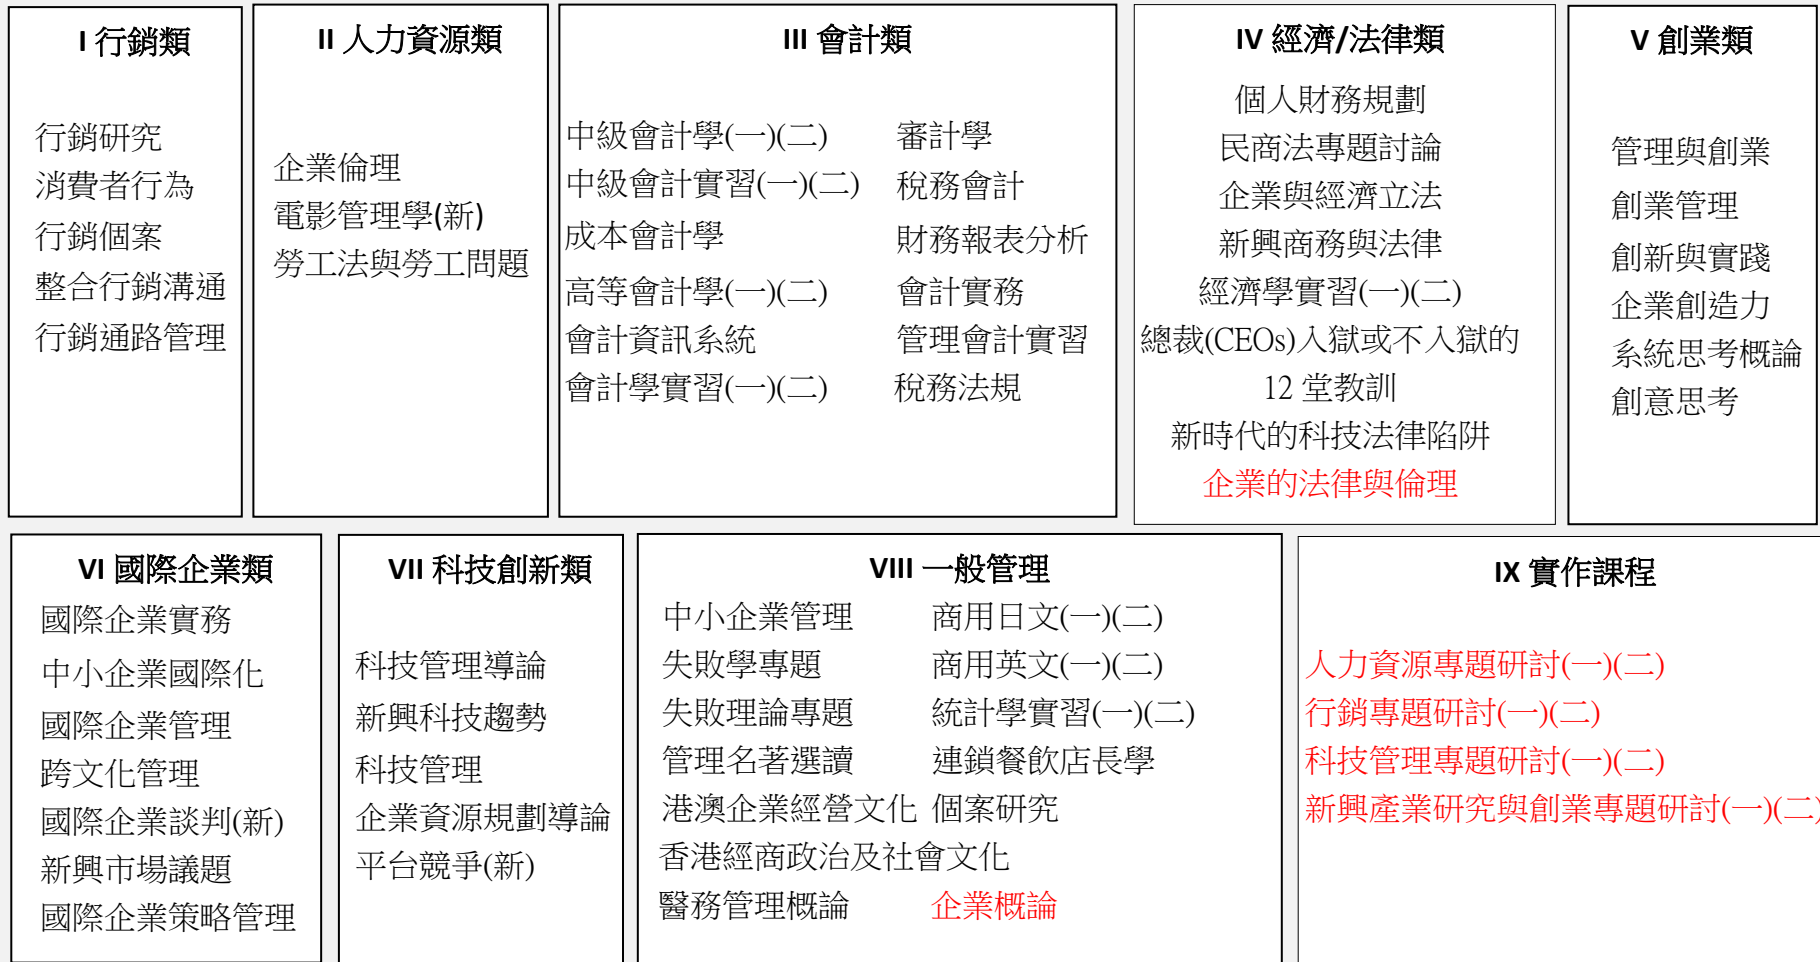 I 行銷類
行銷研究
消費者行為
行銷個案
整合行銷溝通
行銷通路管理
II 人力資源類
企業倫理
電影管理學(新)
勞工法與勞工問題
III 會計類
中級會計學(一)(二) 審計學
中級會計實習(一)(二) 稅務會計
成本會計學 財務報表分析
高等會計學(一)(二) 會計實務
會計資訊系統 管理會計實習
會計學實習(一)(二) 稅務法規
IV 經濟/法律類
個人財務規劃
民商法專題討論
企業與經濟立法
新興商務與法律
經濟學實習(一)(二)
總裁(CEOs)入獄或不入獄的
12 堂教訓
新時代的科技法律陷阱
企業的法律與倫理
V 創業類
管理與創業
創業管理
創新與實踐
企業創造力
系統思考概論
創意思考
VI 國際企業類
國際企業實務
中小企業國際化
國際企業管理
跨文化管理
國際企業談判(新)
新興市場議題
國際企業策略管理
VII 科技創新類
科技管理導論
新興科技趨勢
科技管理
企業資源規劃導論
平台競爭(新)
VIII 一般管理
中小企業管理 商用日文(一)(二)
失敗學專題 商用英文(一)(二)
失敗理論專題 統計學實習(一)(二)
管理名著選讀 連鎖餐飲店長學
港澳企業經營文化 個案研究
香港經商政治及社會文化
醫務管理概論 企業概論
IX 實作課程
人力資源專題研討(一)(二)
行銷專題研討(一)(二)
科技管理專題研討(一)(二)
新興產業研究與創業專題研討(一)(二)